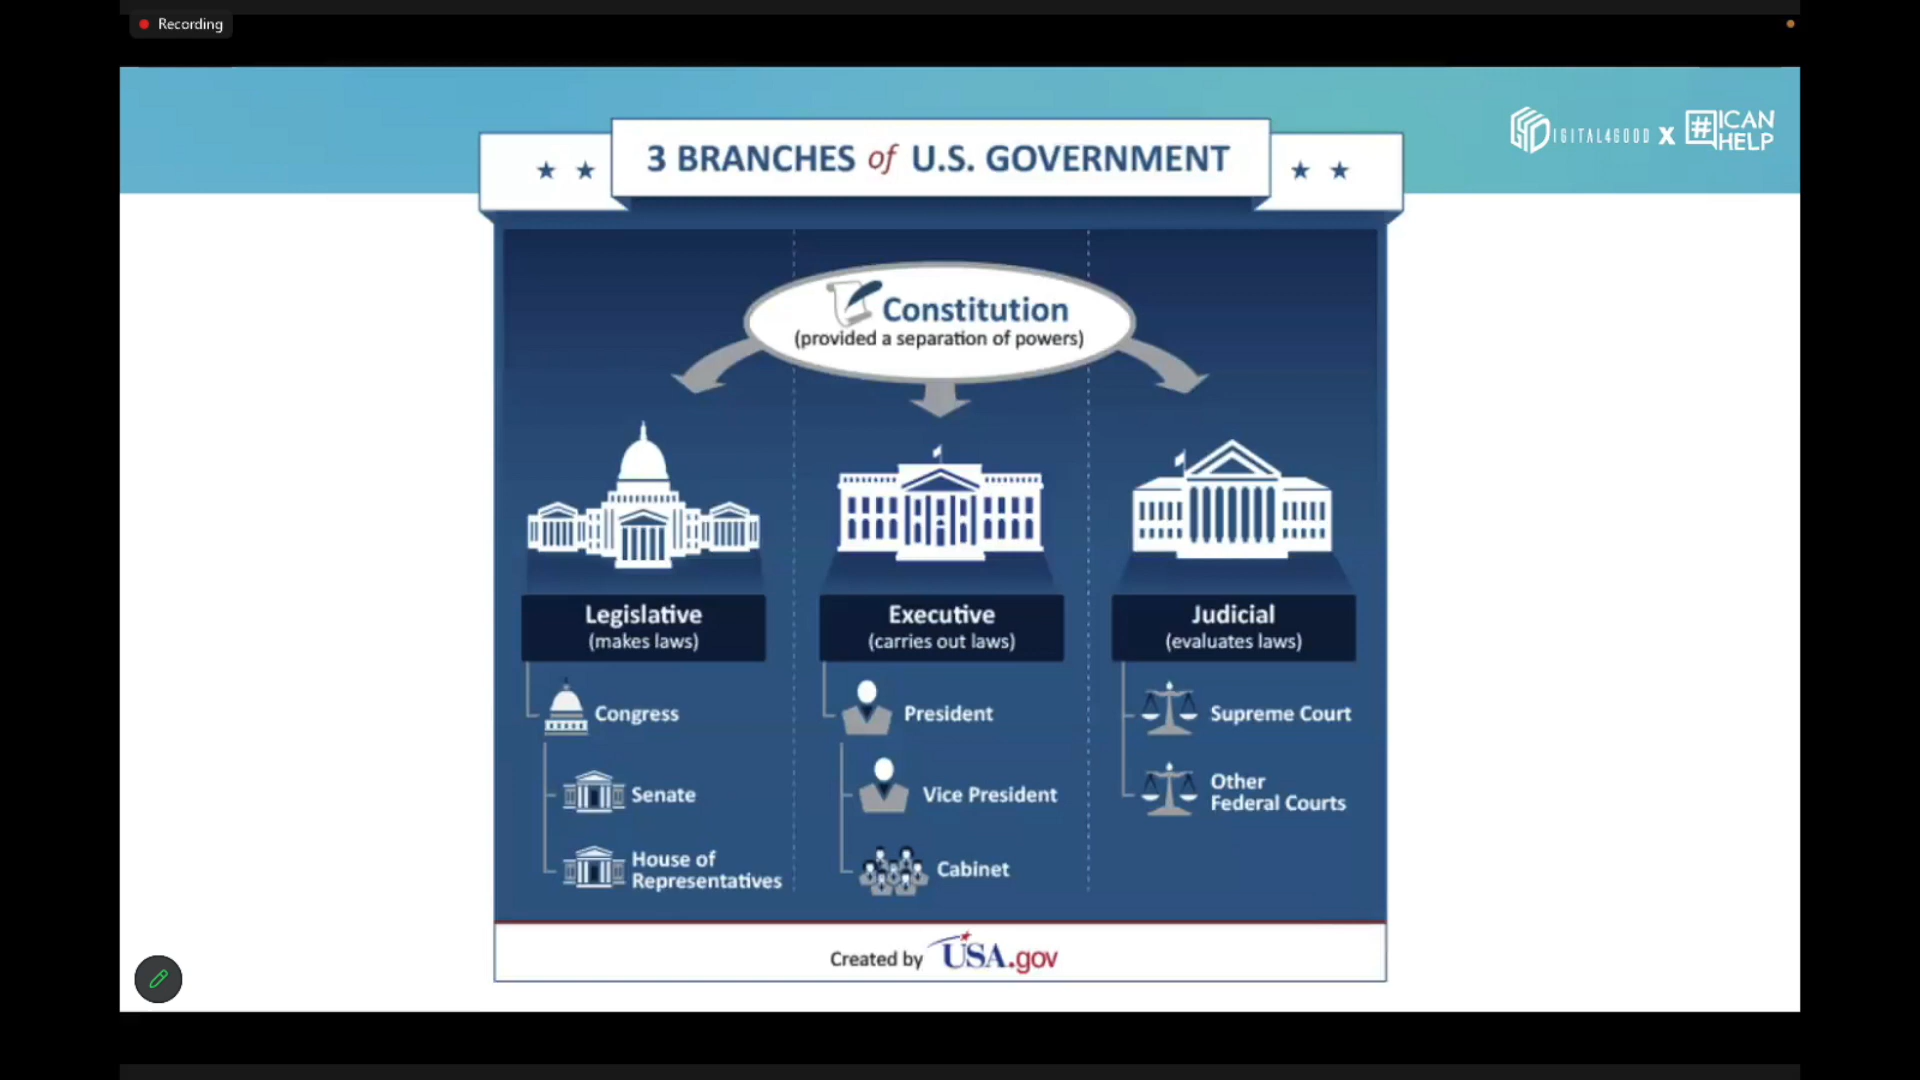 Recording
DIGITAL4GOOD X #ICANHELP
3 BRANCHES of U.S. GOVERNMENT
Constitution
(provided a separation of powers)
Legislative
(makes laws)
Congress
Senate
House of
Representatives
Executive
(carries out laws)
President
Vice President
Cabinet
Judicial
(evaluates laws)
Supreme Court
Other
Federal Courts
Created by USA.gov